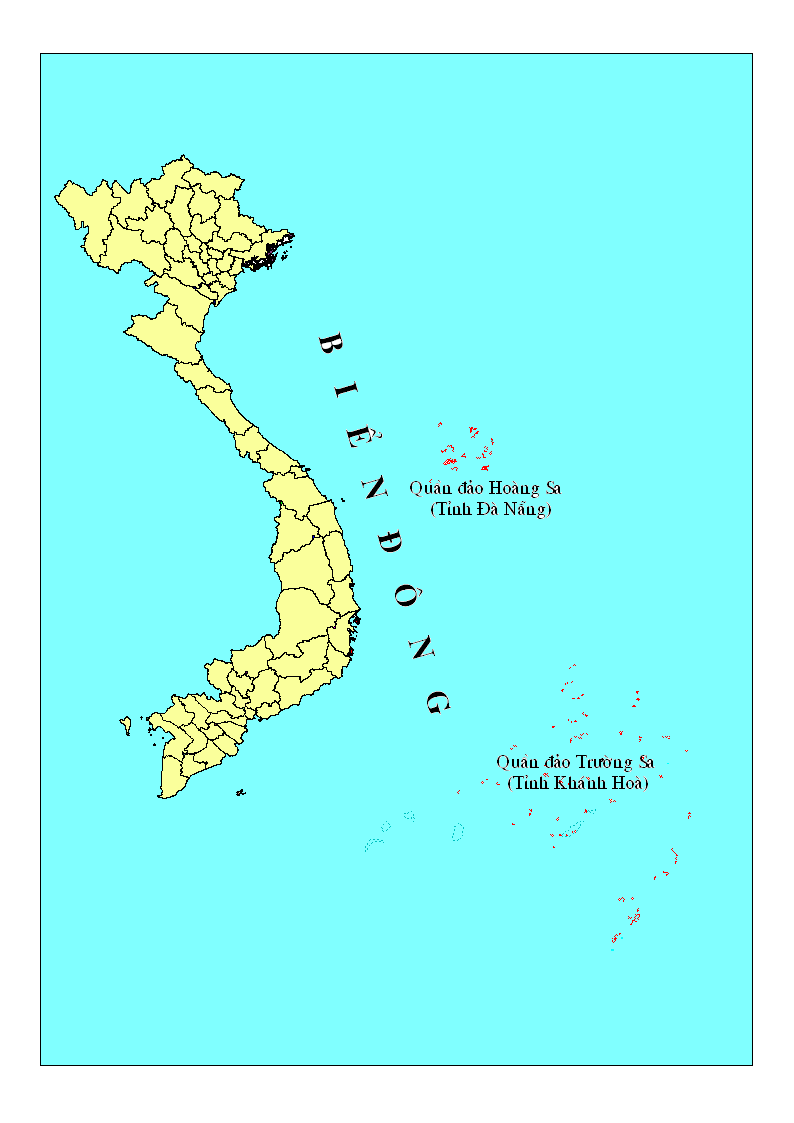 BIỂN ĐÔNG
Quần đảo Hoàng Sa
(Tỉnh Đà Nẵng)
Quần đảo Trường Sa
(Tỉnh Khánh Hoà)